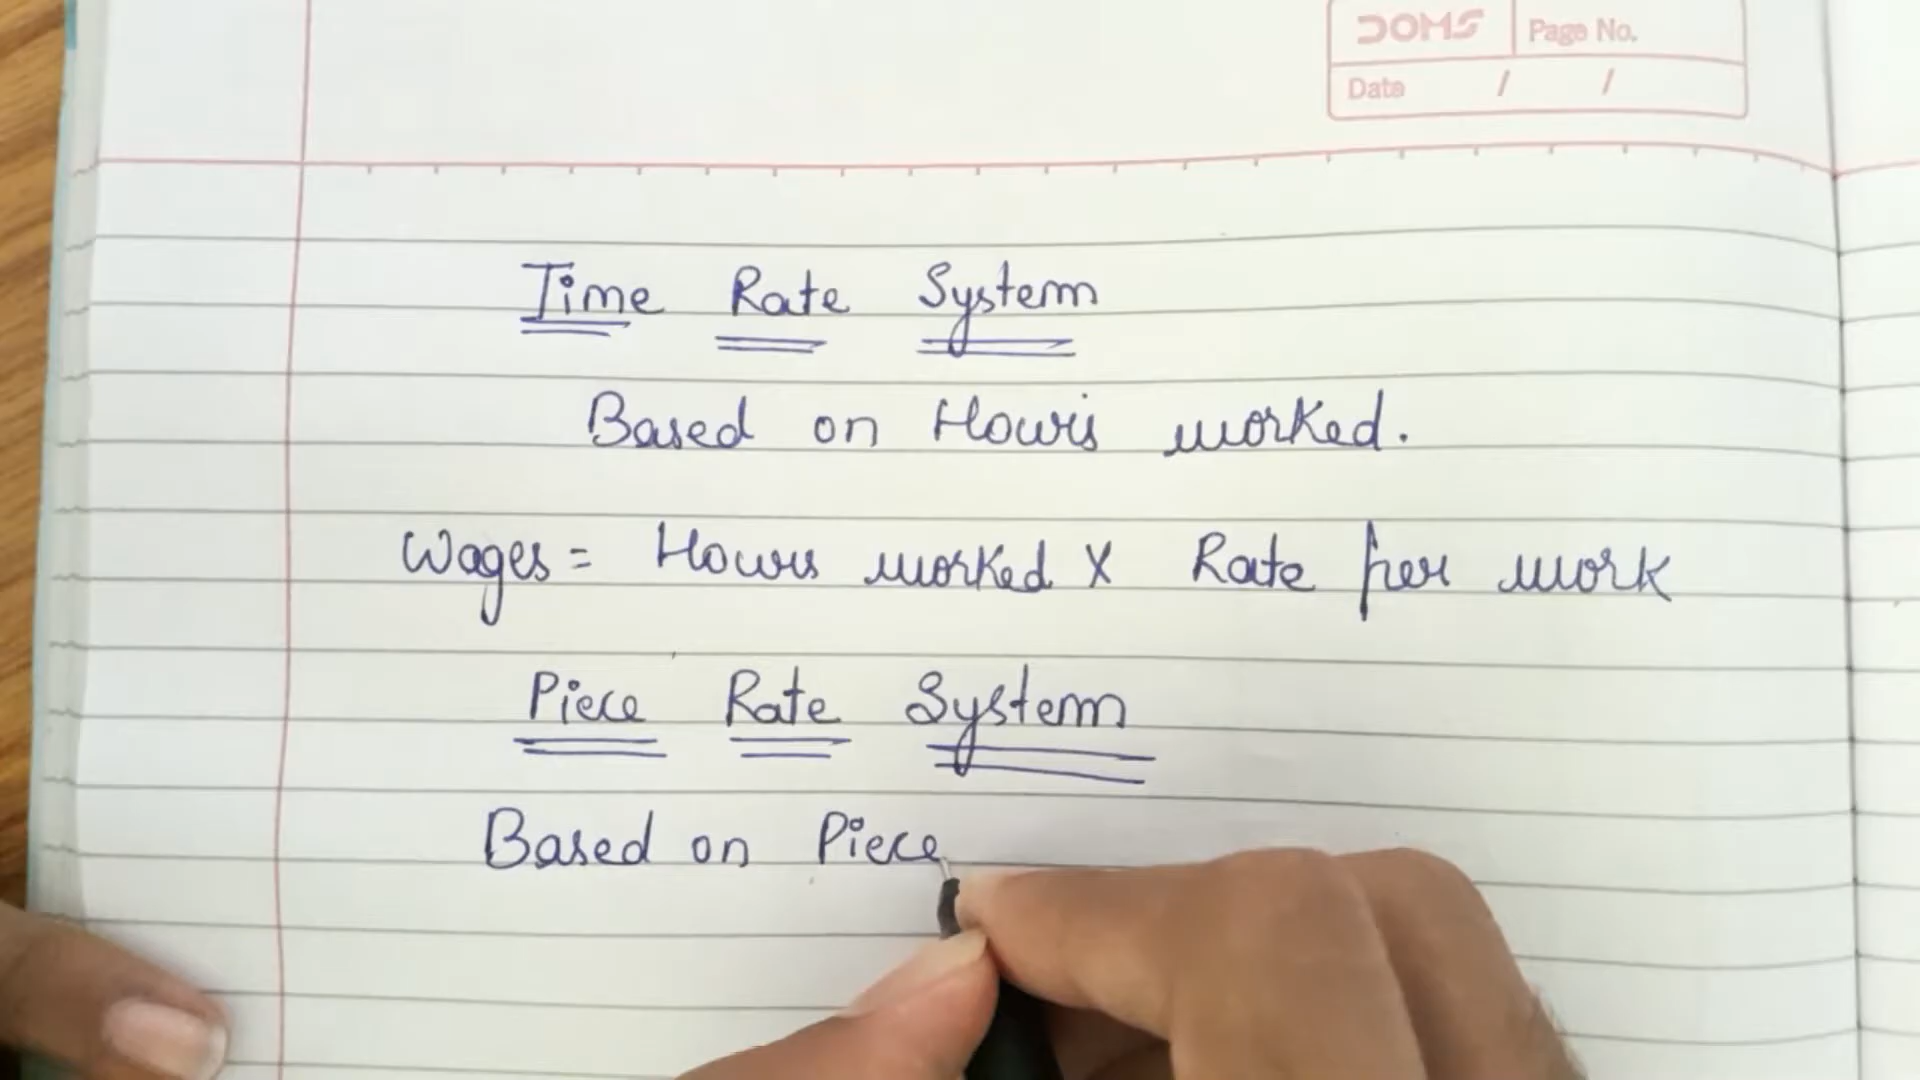 DOMS Page No.
Date / /
Time Rate System
Based on Hours worked.
Wages = Hours worked X Rate per work
Piece Rate System
Based on Piece